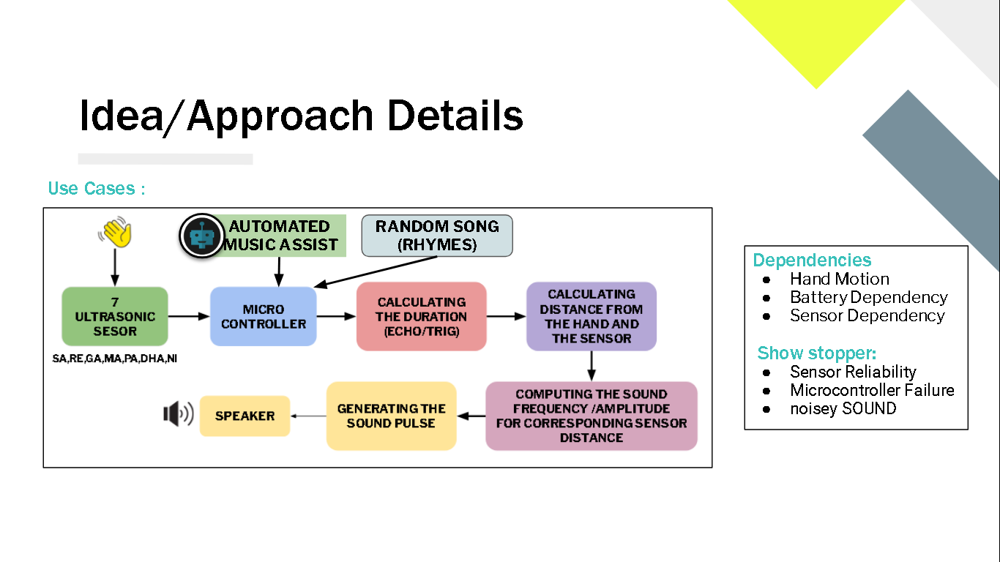 Idea/Approach Details
Use Cases :
AUTOMATED
MUSIC ASSIST
RANDOM SONG
(RHYMES)
7
ULTRASONIC
SESOR
SA,RE,GA,MA,PA,DHA,NI
MICRO
CONTROLLER
CALCULATING
THE DURATION
(ECHO/TRIG)
CALCULATING
DISTANCE FROM
THE HAND AND
THE SENSOR
COMPUTING THE SOUND
FREQUENCY /AMPLITUDE
FOR CORRESPONDING SENSOR
DISTANCE
GENERATING THE
SOUND PULSE
SPEAKER
Dependencies
● Hand Motion
● Battery Dependency
● Sensor Dependency
Show stopper:
● Sensor Reliability
● Microcontroller Failure
● noisey SOUND